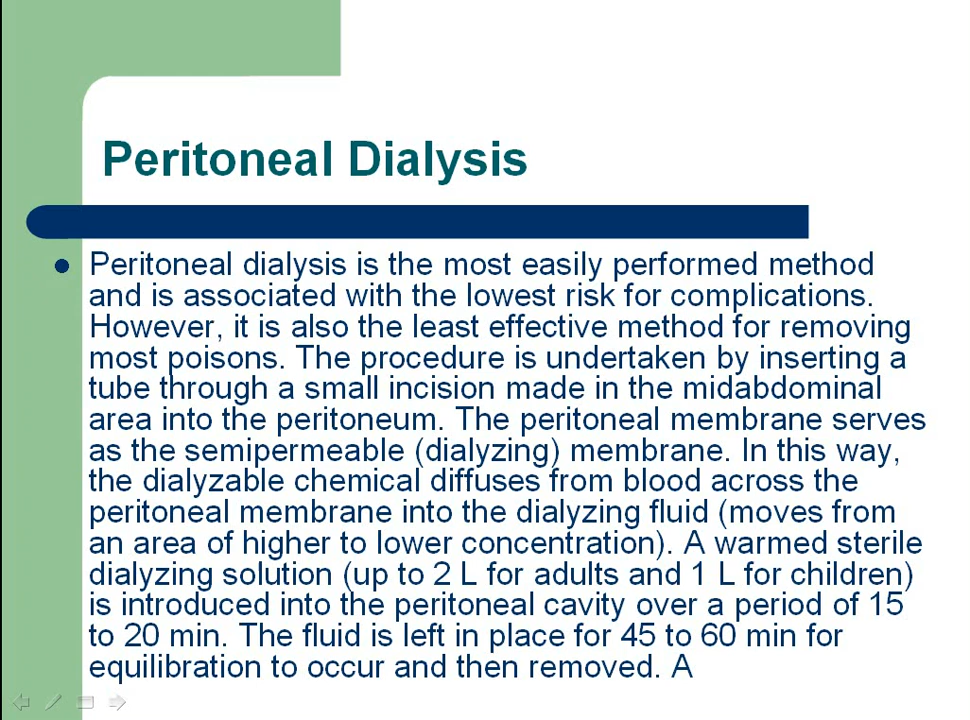 Peritoneal Dialysis
Peritoneal dialysis is the most easily performed method
and is associated with the lowest risk for complications.
However, it is also the least effective method for removing
most poisons. The procedure is undertaken by inserting a
tube through a small incision made in the midabdominal
area into the peritoneum. The peritoneal membrane serves
as the semipermeable (dialyzing) membrane. In this way,
the dialyzable chemical diffuses from blood across the
peritoneal membrane into the dialyzing fluid (moves from
an area of higher to lower concentration). A warmed sterile
dialyzing solution (up to 2 L for adults and 1 L for children)
is introduced into the peritoneal cavity over a period of 15
to 20 min. The fluid is left in place for 45 to 60 min for
equilibration to occur and then removed. A